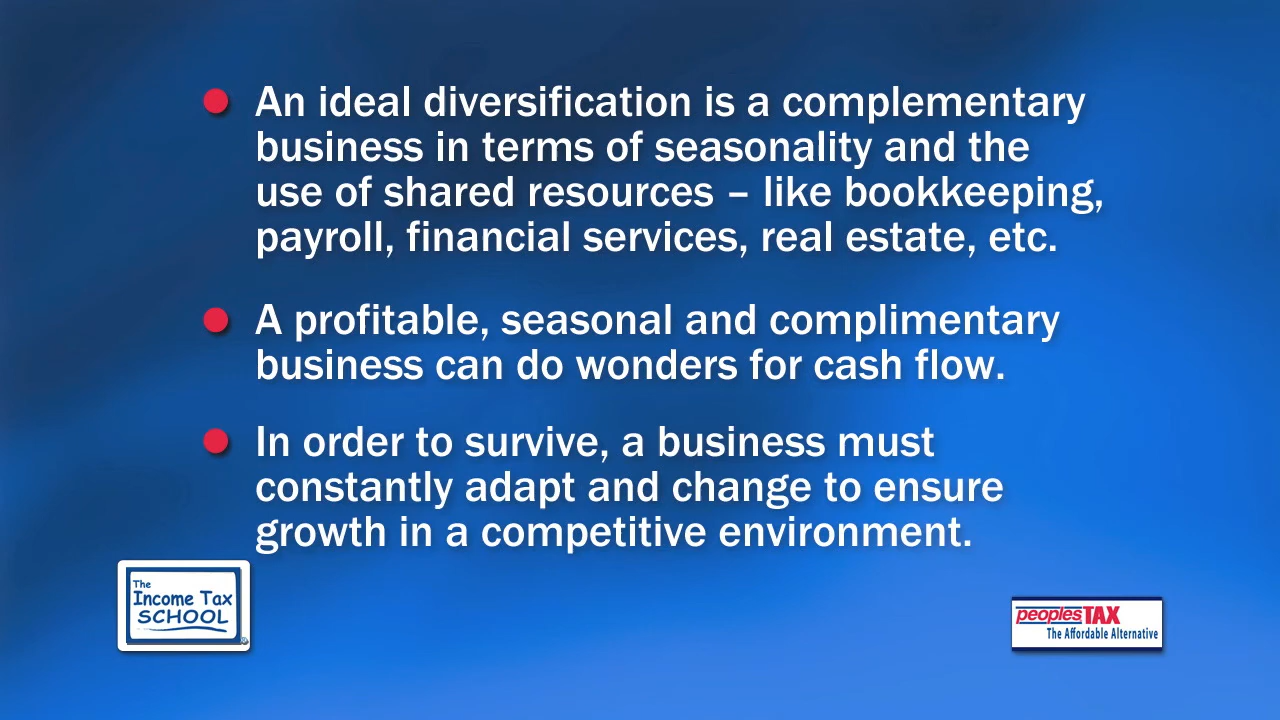 An ideal diversification is a complementary
business in terms of seasonality and the
use of shared resources – like bookkeeping,
payroll, financial services, real estate, etc.
A profitable, seasonal and complimentary
business can do wonders for cash flow.
In order to survive, a business must
constantly adapt and change to ensure
growth in a competitive environment.
The
Income Tax
SCHOOL
®
peoplesTAX
The Affordable Alternative